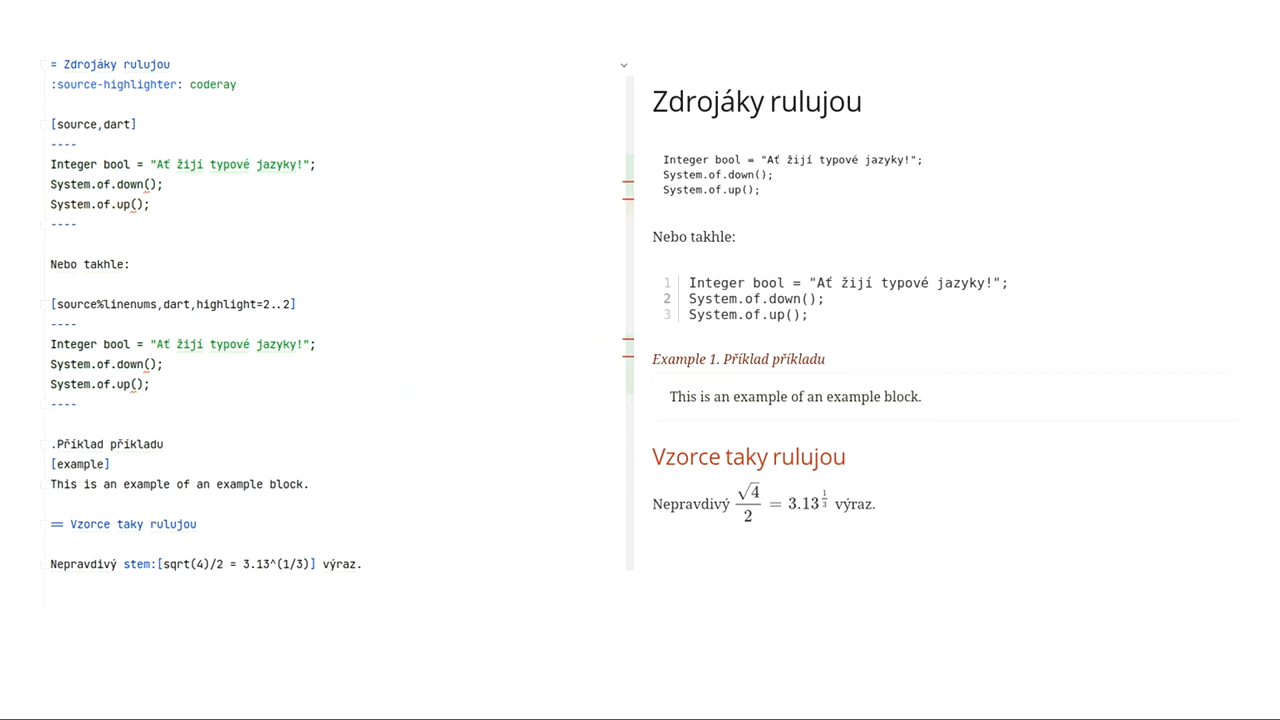 = Zdrojáky rulujou
:source-highlighter: coderay
[source,dart]
----
Integer bool = "Ať žijí typové jazyky!";
System.of.down();
System.of.up();
----
Nebo takhle:
[source%linenums,dart,highlight=2..2]
----
Integer bool = "Ať žijí typové jazyky!";
System.of.down();
System.of.up();
----
.Příklad příkladu
[example]
This is an example of an example block.
== Vzorce taky rulujou
Nepravdivý stem:[sqrt(4)/2 = 3.13^(1/3)] výraz.
Zdrojáky rulujou
Integer bool = "Ať žijí typové jazyky!";
System.of.down();
System.of.up();
Nebo takhle:
1 Integer bool = "Ať žijí typové jazyky!";
2 System.of.down();
3 System.of.up();
Example 1. Příklad příkladu
This is an example of an example block.
Vzorce taky rulujou
Nepravdivý √4/2 = 3.13^(1/3) výraz.